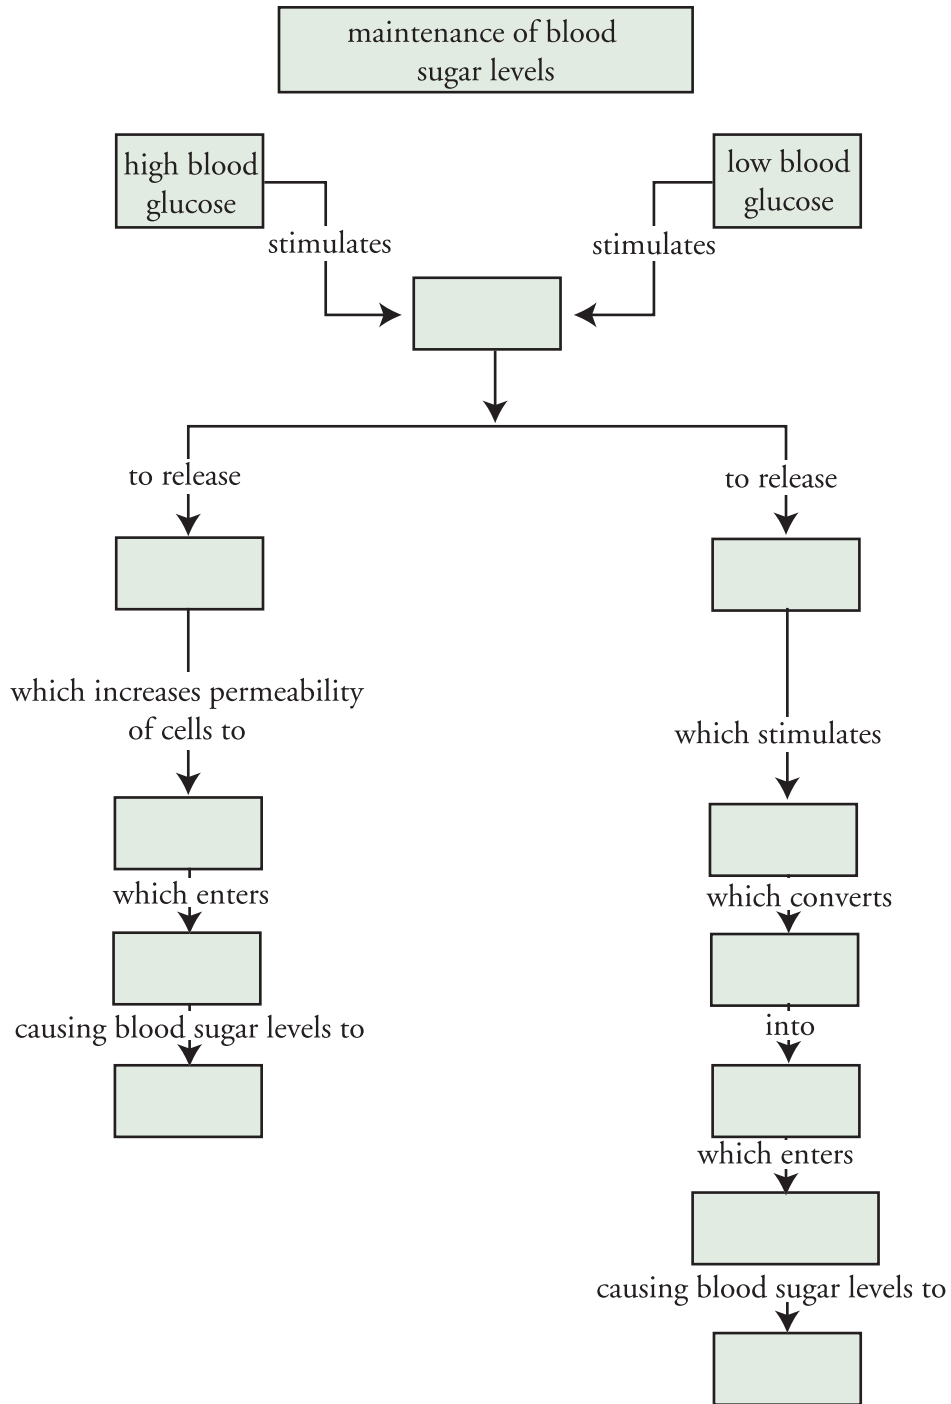 maintenance of blood
sugar levels
high blood
glucose
low blood
glucose
stimulates
stimulates
to release
to release
which increases permeability
of cells to
which stimulates
which enters
which converts
causing blood sugar levels to
into
which enters
causing blood sugar levels to